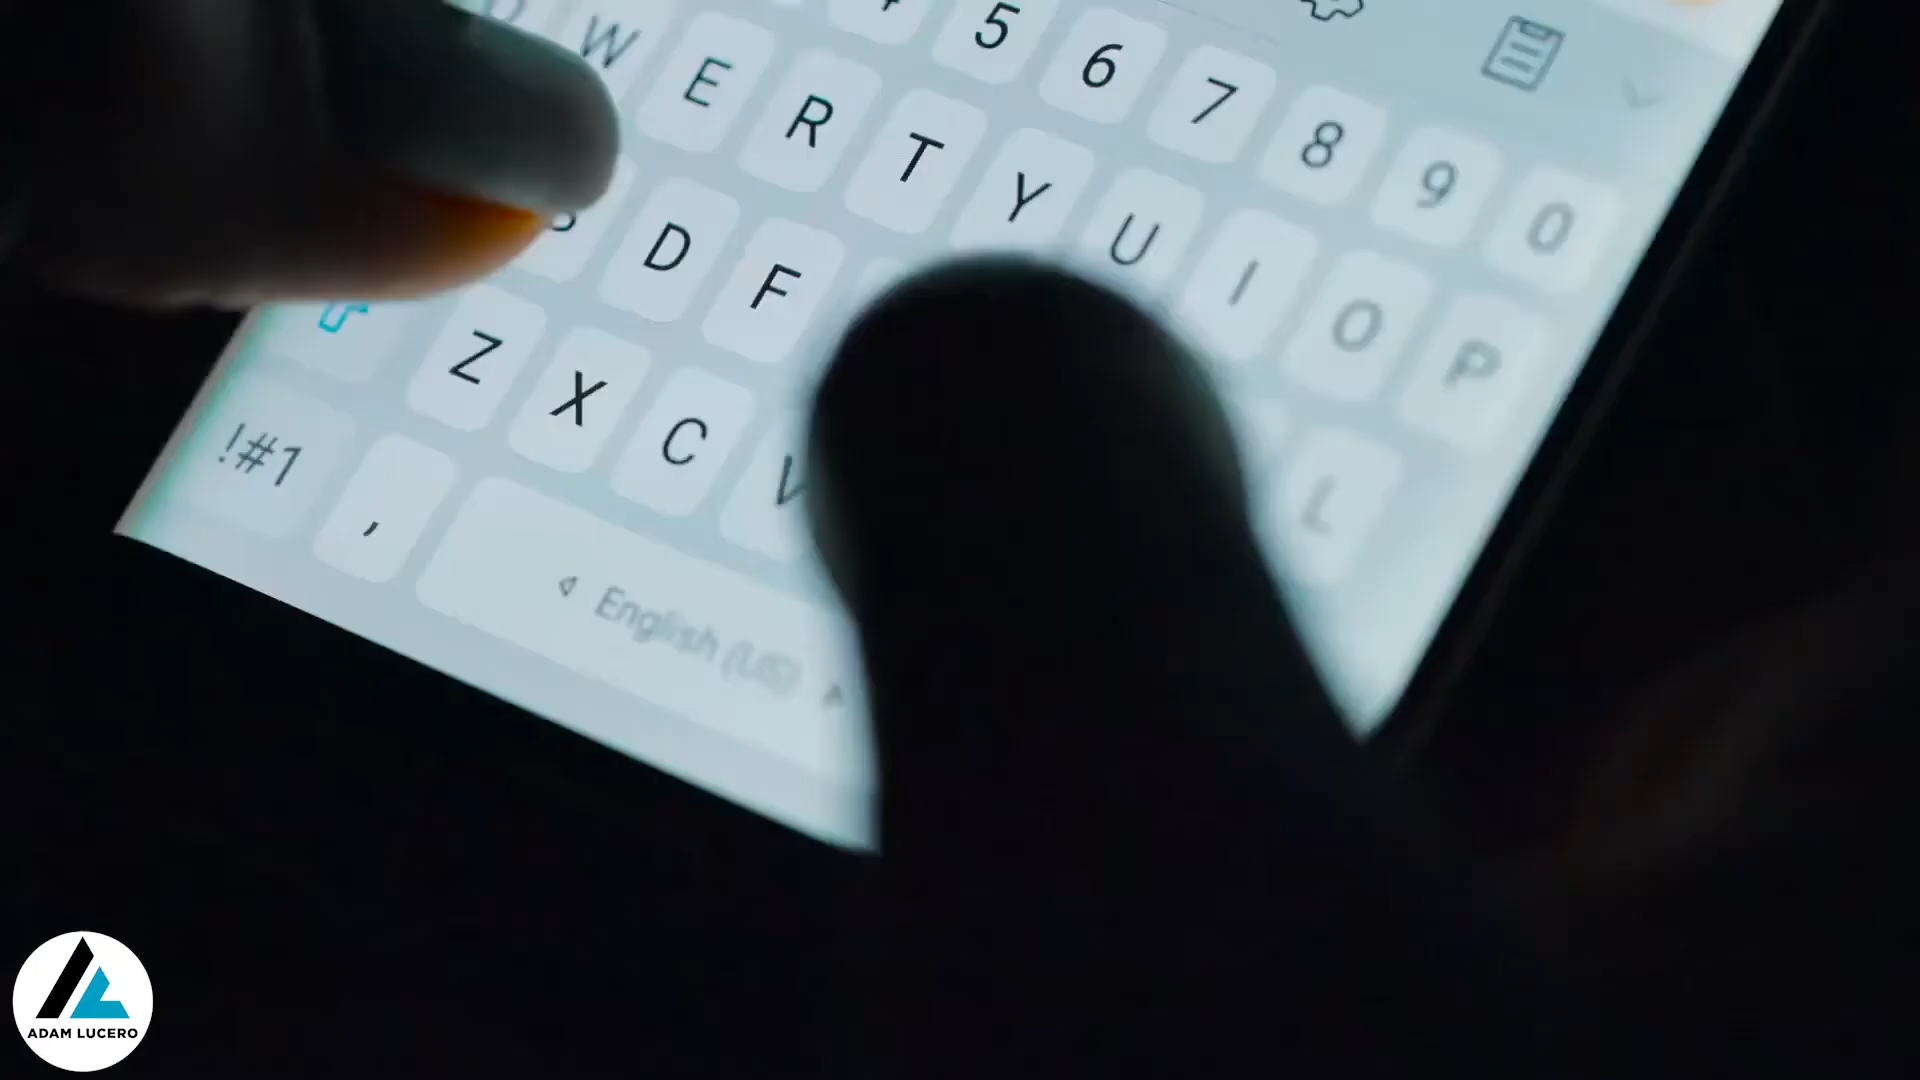 5 6 7 8 9 0
W E R T Y U I O P
D F L
Z X C V
!#1 , English (US)
ADAM LUCERO